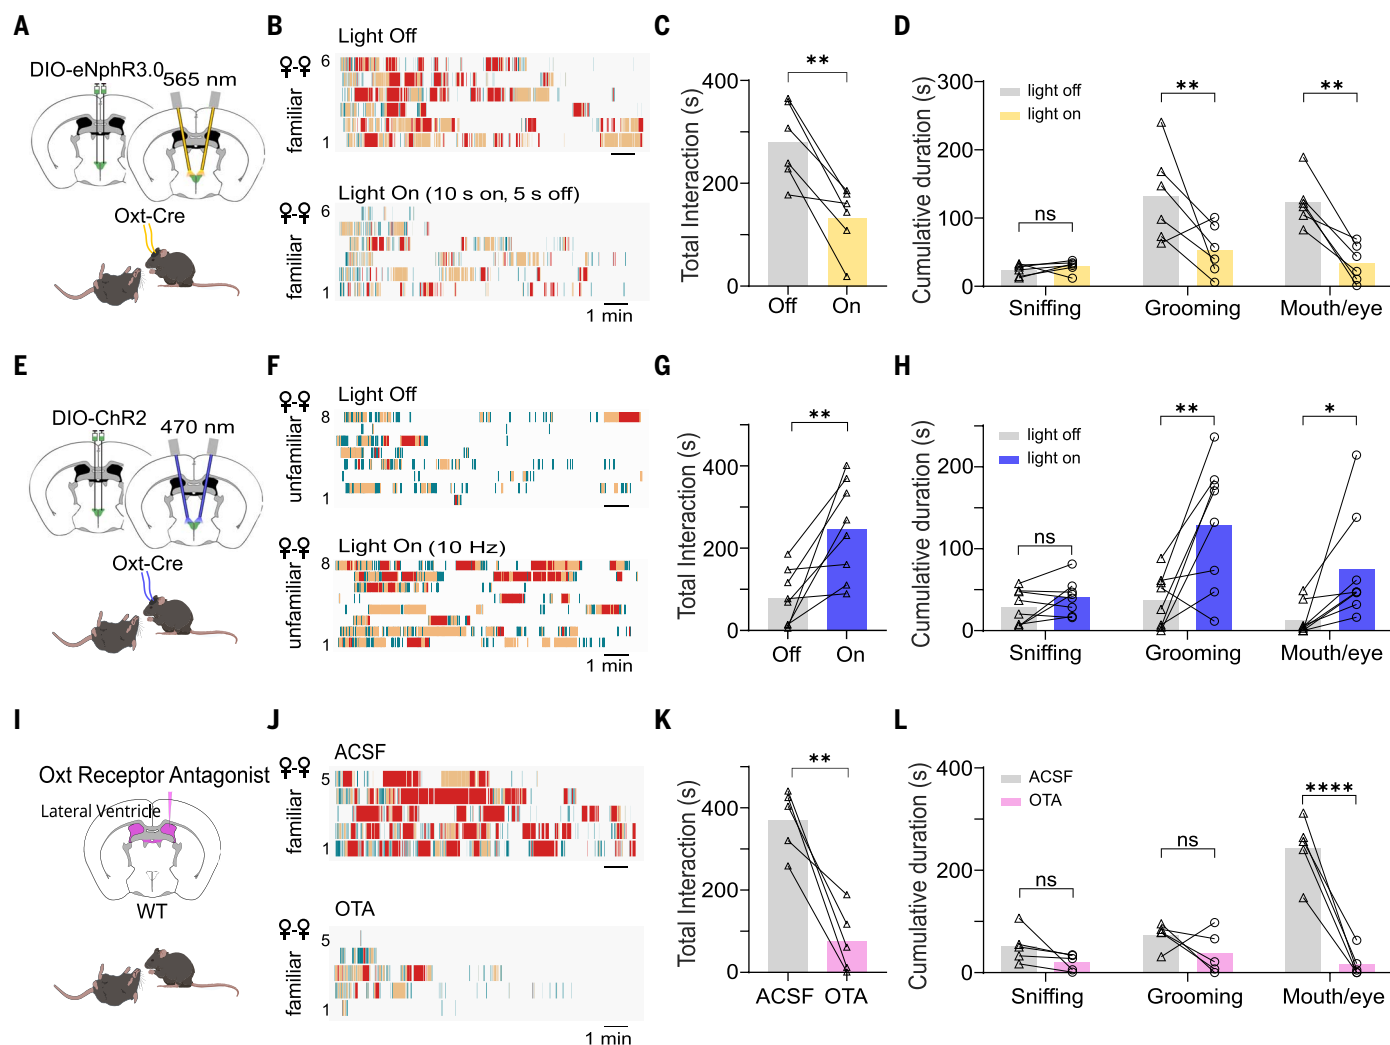 A
DIO-eNphR3.0
565 nm
Oxt-Cre
B
Light Off
♀-♀
6
familiar
1
Light On (10 s on, 5 s off)
♀-♀
6
familiar
1
1 min
C
**
Total Interaction (s)
400
200
0
Off
On
D
light off
light on
Cumulative duration (s)
300
200
100
0
ns
**
**
Sniffing
Grooming
Mouth/eye
E
DIO-ChR2
470 nm
Oxt-Cre
F
Light Off
♀-♀
8
unfamiliar
1
Light On (10 Hz)
♀-♀
8
unfamiliar
1
1 min
G
**
Total Interaction (s)
400
200
0
Off
On
H
light off
light on
Cumulative duration (s)
200
100
0
ns
**
*
Sniffing
Grooming
Mouth/eye
I
Oxt Receptor Antagonist
Lateral Ventricle
WT
J
ACSF
♀-♀
5
familiar
1
OTA
♀-♀
5
familiar
1
1 min
K
**
Total Interaction (s)
400
200
0
ACSF
OTA
L
ACSF
OTA
Cumulative duration (s)
400
200
0
ns
ns
****
Sniffing
Grooming
Mouth/eye